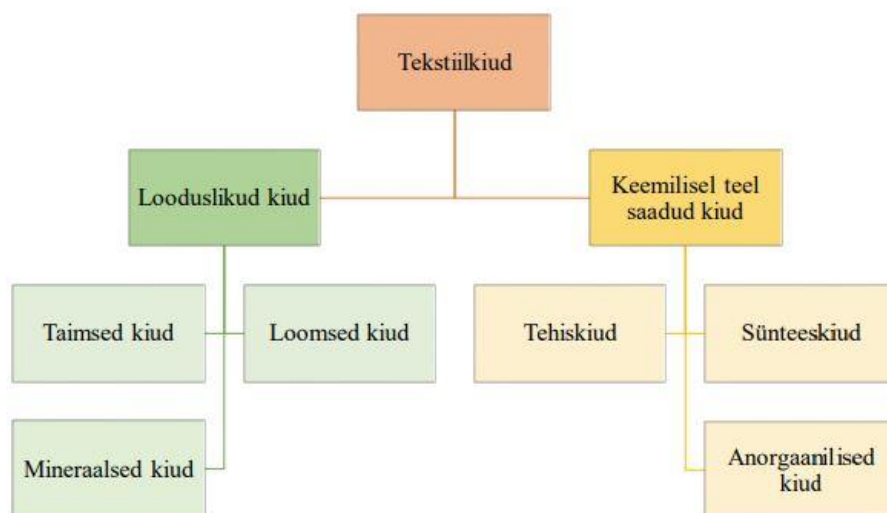 Tekstiilkiud
Looduslikud kiud
Keemilisel teel
saadud kiud
Taimsed kiud
Loomsed kiud
Tehiskiud
Sünteeskiud
Mineraalsed kiud
Anorgaanilised
kiud